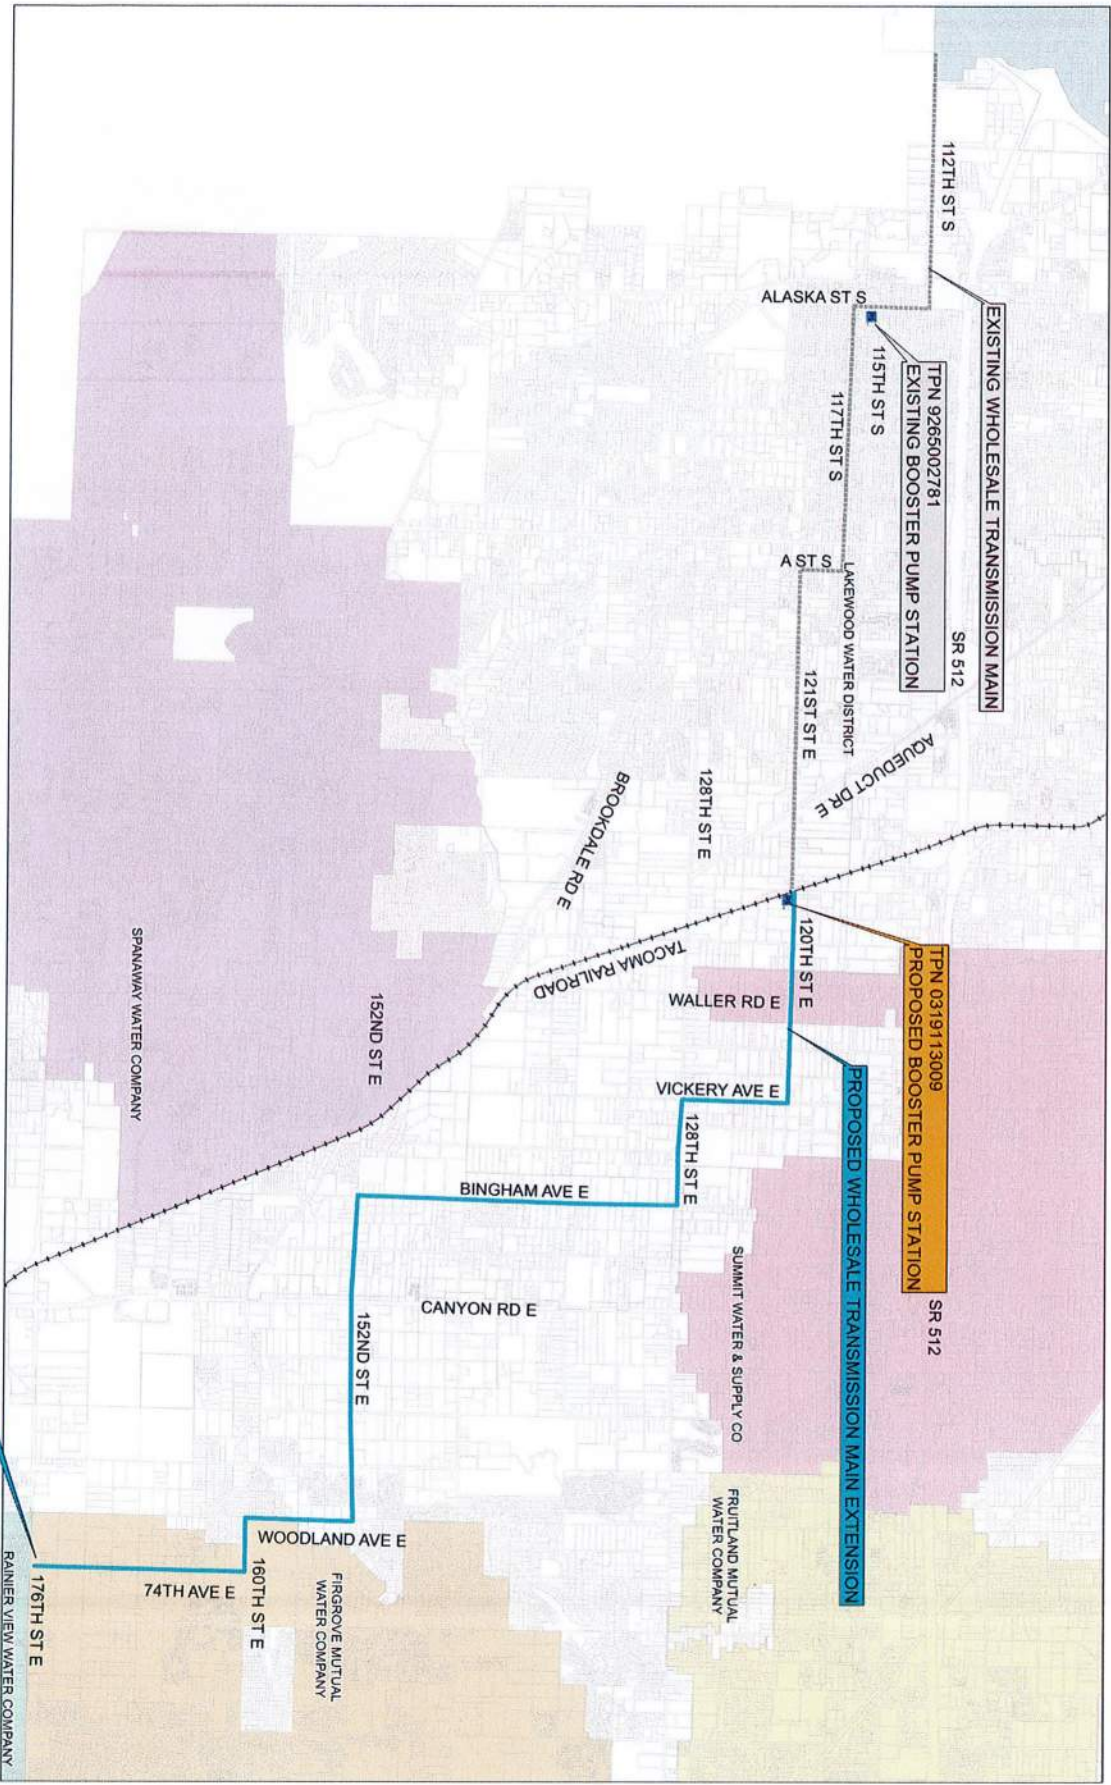 112TH ST S
EXISTING WHOLESALE TRANSMISSION MAIN
ALASKA ST S
TPN 9265002781
EXISTING BOOSTER PUMP STATION
115TH ST S
117TH ST S
SR 512
A ST S
LAKEWOOD WATER DISTRICT
121ST ST E
AQUEDUCT DR E
128TH ST E
BROOKDALE RD E
TACOMA RAILROAD
120TH ST E
TPN 0319113009
PROPOSED BOOSTER PUMP STATION
SR 512
WALLER RD E
PROPOSED WHOLESALE TRANSMISSION MAIN EXTENSION
VICKERY AVE E
128TH ST E
BINGHAM AVE E
152ND ST E
SPANAWAY WATER COMPANY
CANYON RD E
SUMMIT WATER & SUPPLY CO
152ND ST E
FRUITLAND MUTUAL
WATER COMPANY
WOODLAND AVE E
FIRGROVE MUTUAL
WATER COMPANY
160TH ST E
74TH AVE E
176TH ST E
RAINIER VIEW WATER COMPANY